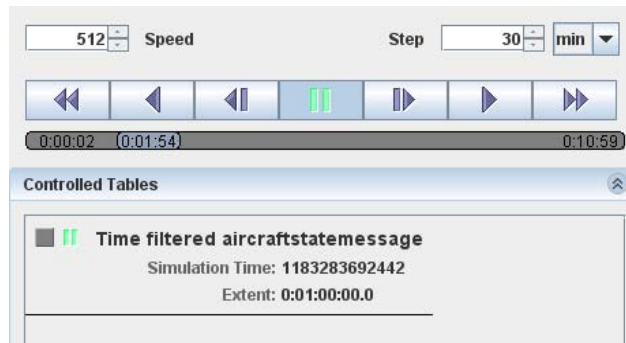 512 Speed Step 30 min
0:00:02 (0:01:54) 0:10:59
Controlled Tables
Time filtered aircraftstatemessage
Simulation Time: 1183283692442
Extent: 0:01:00:00.0